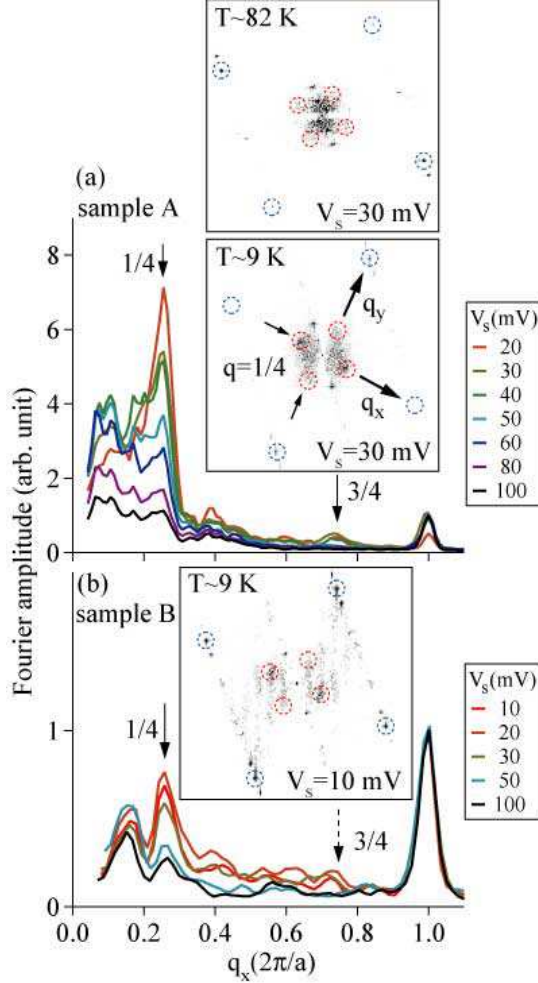 T~82 K
V_s=30 mV
(a)
sample A
T~9 K
q_y
q_x
q=1/4
V_s=30 mV
1/4
3/4
8
6
4
2
0
V_s(mV)
20
30
40
50
60
80
100
Fourier amplitude (arb. unit)
(b)
sample B
T~9 K
V_s=10 mV
1/4
3/4
1
0
V_s(mV)
10
20
30
50
100
0.0 0.2 0.4 0.6 0.8 1.0
q_x(2π/a)